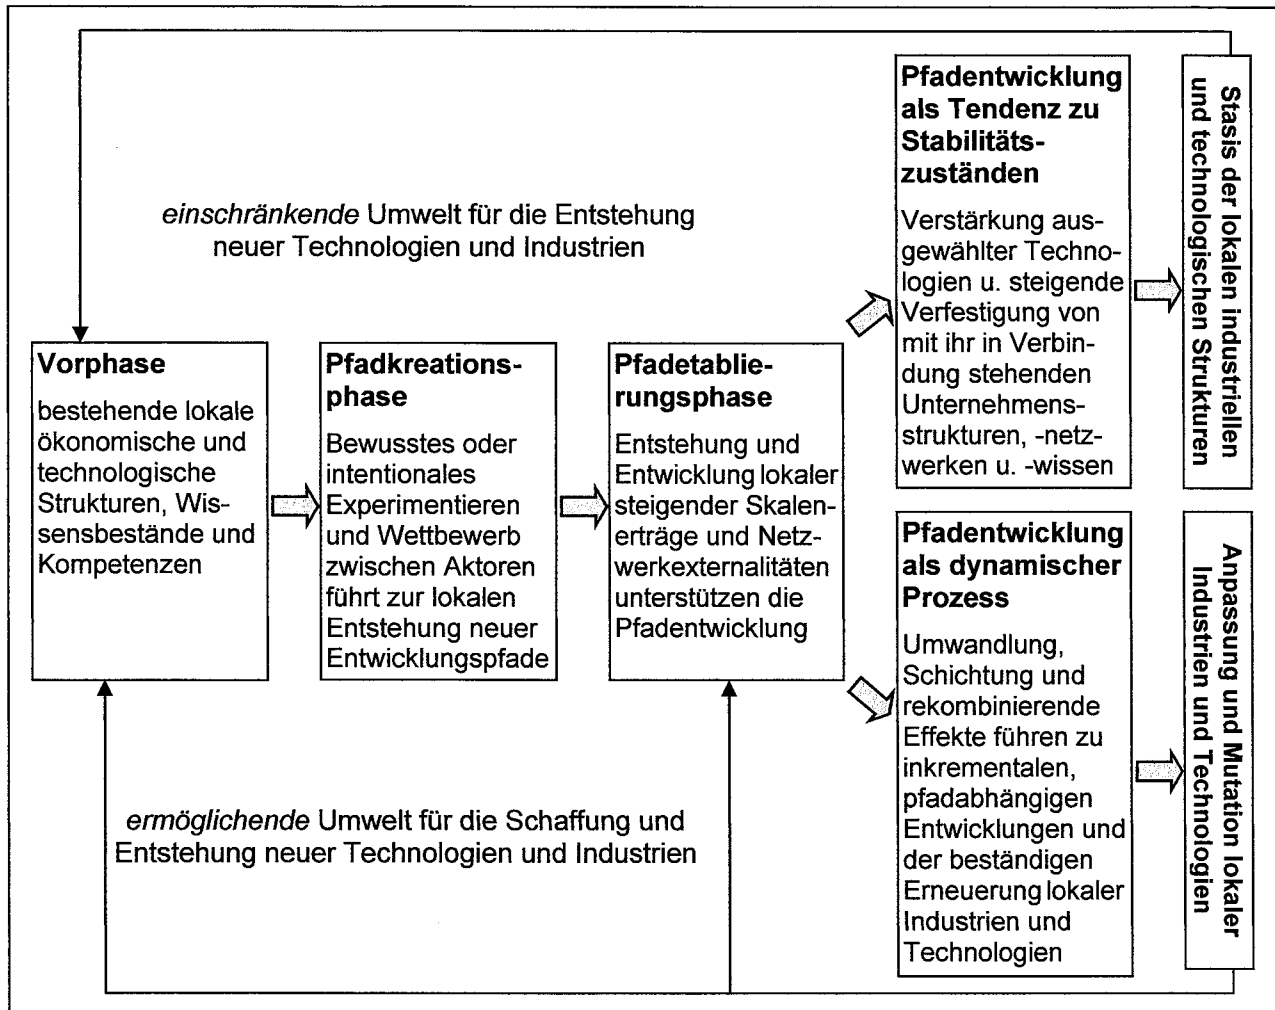 einschränkende Umwelt für die Entstehung
neuer Technologien und Industrien
Vorphase
bestehende lokale
ökonomische und
technologische
Strukturen, Wis-
sensbestände und
Kompetenzen
Pfadkreations-
phase
Bewusstes oder
intentionales
Experimentieren
und Wettbewerb
zwischen Aktoren
führt zur lokalen
Entstehung neuer
Entwicklungspfade
Pfadetablie-
rungsphase
Entstehung und
Entwicklung lokaler
steigender Skalen-
erträge und Netz-
werkexternalitäten
unterstützen die
Pfadentwicklung
Pfadentwicklung
als Tendenz zu
Stabilitäts-
zuständen
Verstärkung aus-
gewählter Techno-
logien u. steigende
Verfestigung von
mit ihr in Verbin-
dung stehenden
Unternehmens-
strukturen, -netz-
werken u. -wissen
Stasis der lokalen industriellen
und technologischen Strukturen
Pfadentwicklung
als dynamischer
Prozess
Umwandlung,
Schichtung und
rekombinierende
Effekte führen zu
inkrementalen,
pfadabhängigen
Entwicklungen und
der beständigen
Erneuerung lokaler
Industrien und
Technologien
Anpassung und Mutation lokaler
Industrien und Technologien
ermöglichende Umwelt für die Schaffung und
Entstehung neuer Technologien und Industrien